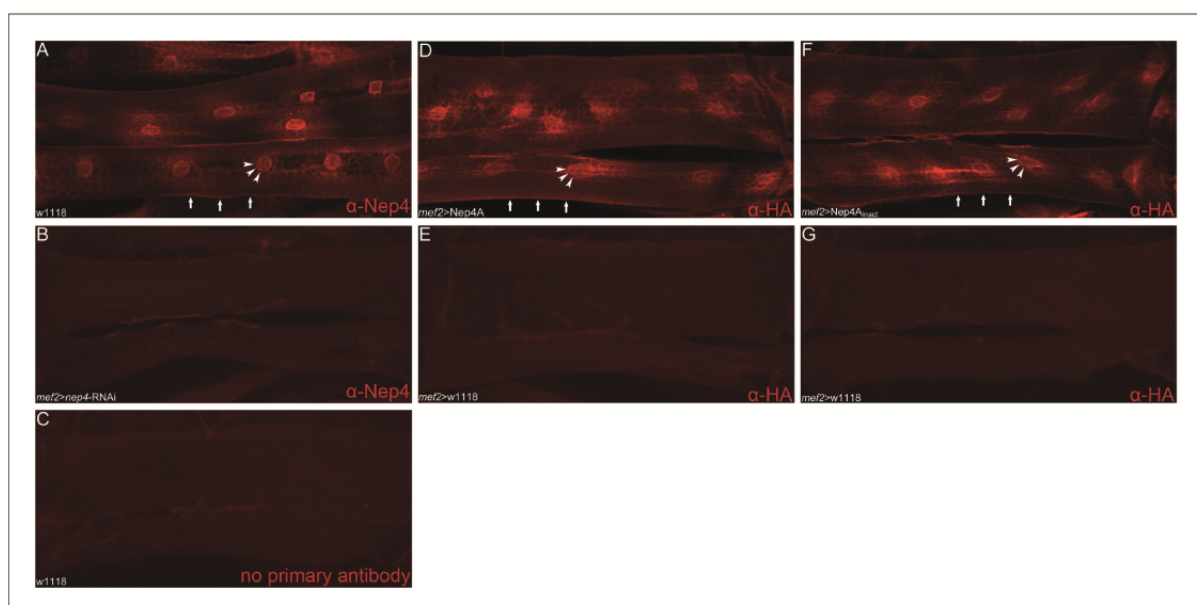 A
w1118
α-Nep4
D
mef2>Nep4A
α-HA
F
mef2>Nep4Ainact
α-HA
B
mef2>nep4-RNAi
α-Nep4
E
mef2>w1118
α-HA
G
mef2>w1118
α-HA
C
w1118
no primary antibody